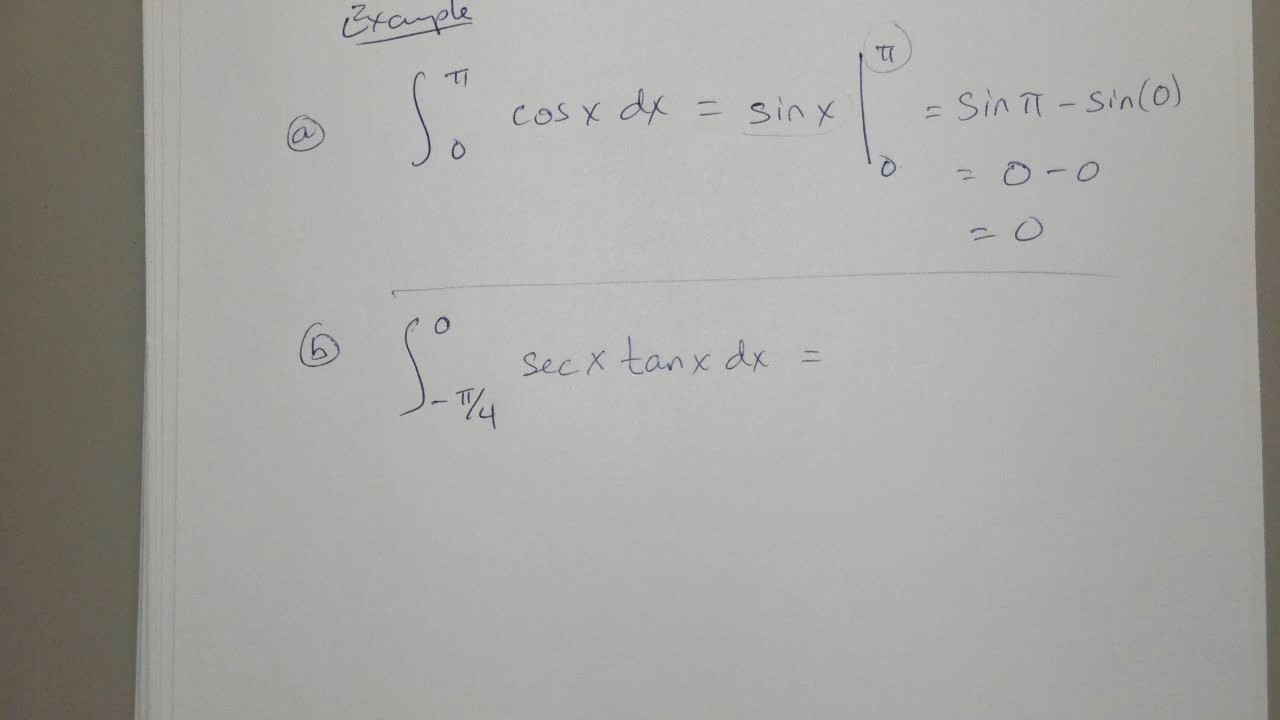 Example
ⓐ ∫₀^π cos x dx = sin x |₀^π = sin π − sin(0)
= 0 − 0
= 0
ⓑ ∫_{−π/4}^0 sec x tan x dx =